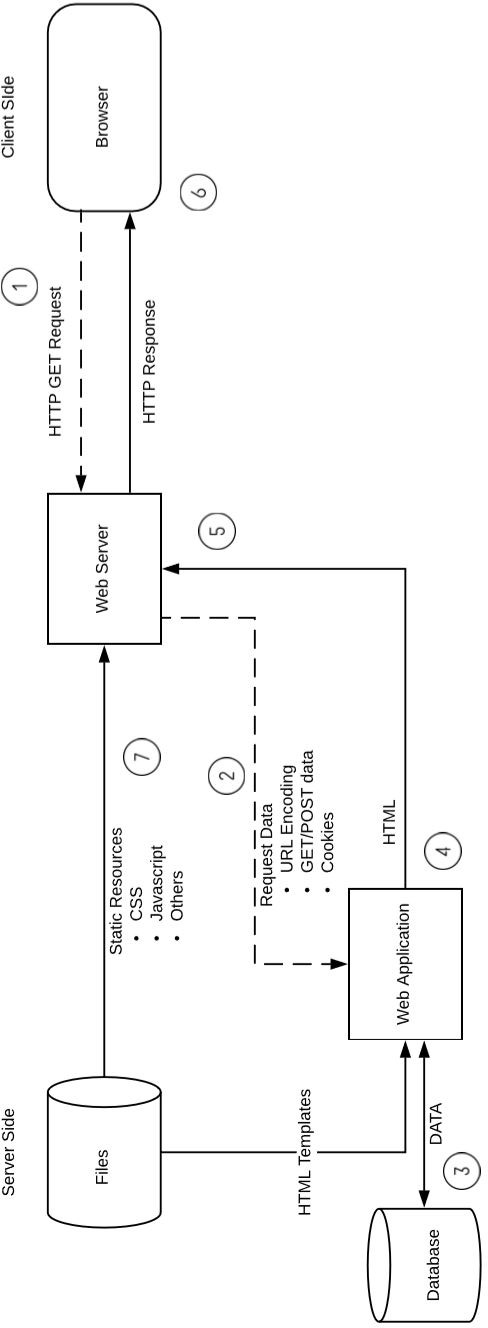 Server Side
Client SIde
Files
Static Resources
• CSS
• Javascript
• Others
7
Web Server
HTTP GET Request
1
HTTP Response
Browser
6
5
2
Request Data
• URL Encoding
• GET/POST data
• Cookies
HTML Templates
HTML
Web Application
4
DATA
3
Database